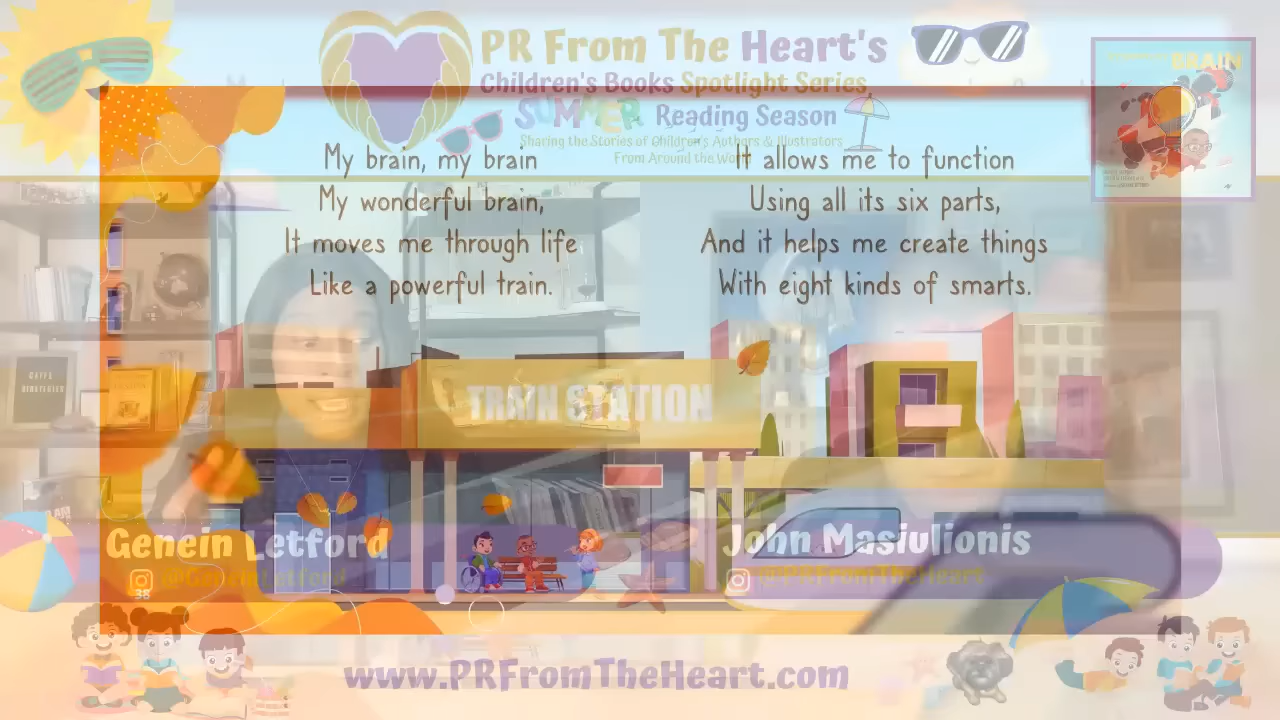 PR From The Heart's
Children's Books Spotlight Series
SUMMER Reading Season
Sharing the Stories of Children's Authors & Illustrators
From Around the World
BRAIN
My brain, my brain
My wonderful brain,
It moves me through life
Like a powerful train.
It allows me to function
Using all its six parts,
And it helps me create things
With eight kinds of smarts.
TRAIN STATION
Genein Letford
@GeneinLetford
38
John Masiulionis
@PRFromTheHeart
www.PRFromTheHeart.com